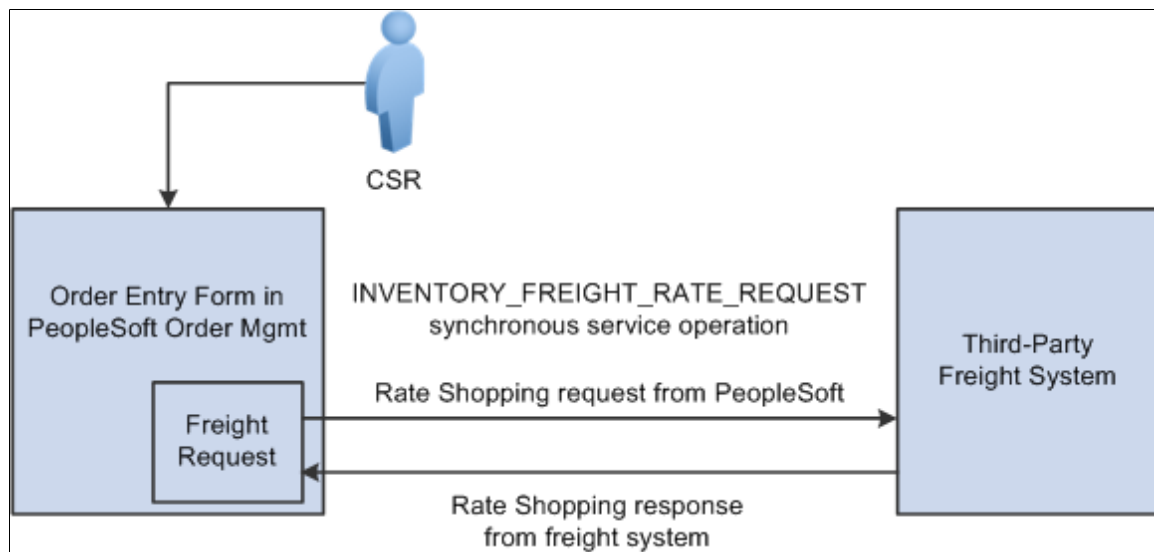 CSR
Order Entry Form in
PeopleSoft Order Mgmt
INVENTORY_FREIGHT_RATE_REQUEST
synchronous service operation
Third-Party
Freight System
Rate Shopping request from PeopleSoft
Freight
Request
Rate Shopping response
from freight system